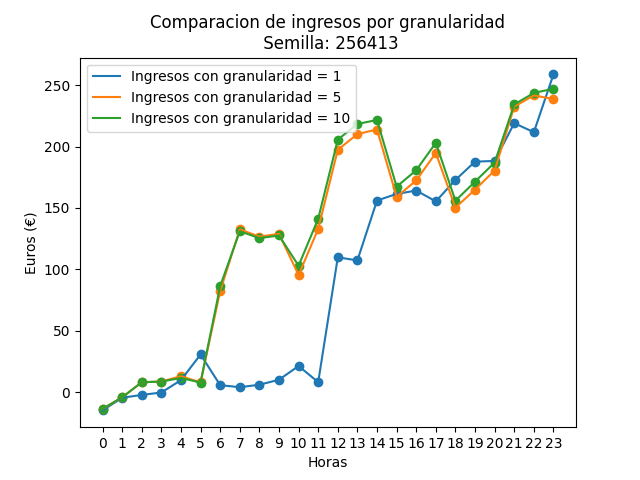 Comparacion de ingresos por granularidad
Semilla: 256413
Ingresos con granularidad = 1
Ingresos con granularidad = 5
Ingresos con granularidad = 10
Euros (€)
250
200
150
100
50
0
0 1 2 3 4 5 6 7 8 9 10 11 12 13 14 15 16 17 18 19 20 21 22 23
Horas